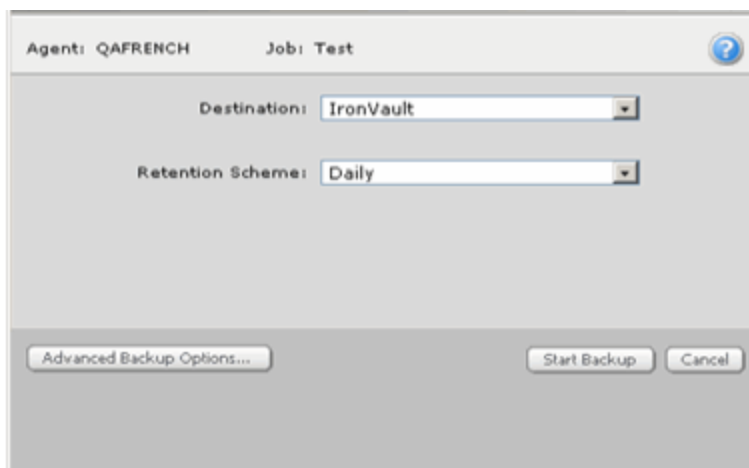 Agent: QAFRENCH Job: Test
Destination: IronVault
Retention Scheme: Daily
Advanced Backup Options... Start Backup Cancel